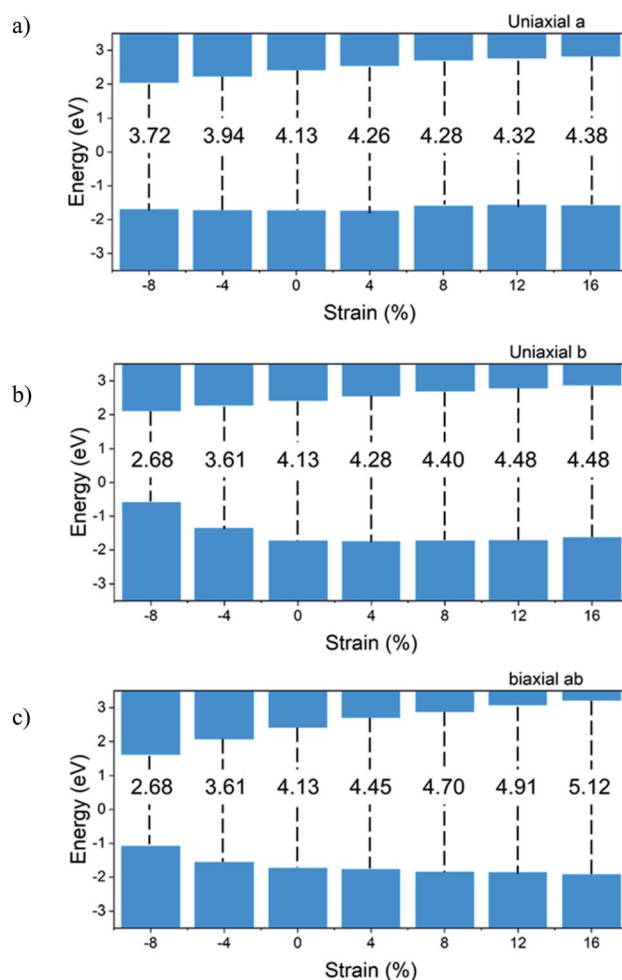 a)
Uniaxial a
Energy (eV)
3
2
1
0
-1
-2
-3
3.72 3.94 4.13 4.26 4.28 4.32 4.38
-8 -4 0 4 8 12 16
Strain (%)
b)
Uniaxial b
Energy (eV)
3
2
1
0
-1
-2
-3
2.68 3.61 4.13 4.28 4.40 4.48 4.48
-8 -4 0 4 8 12 16
Strain (%)
c)
biaxial ab
Energy (eV)
3
2
1
0
-1
-2
-3
2.68 3.61 4.13 4.45 4.70 4.91 5.12
-8 -4 0 4 8 12 16
Strain (%)